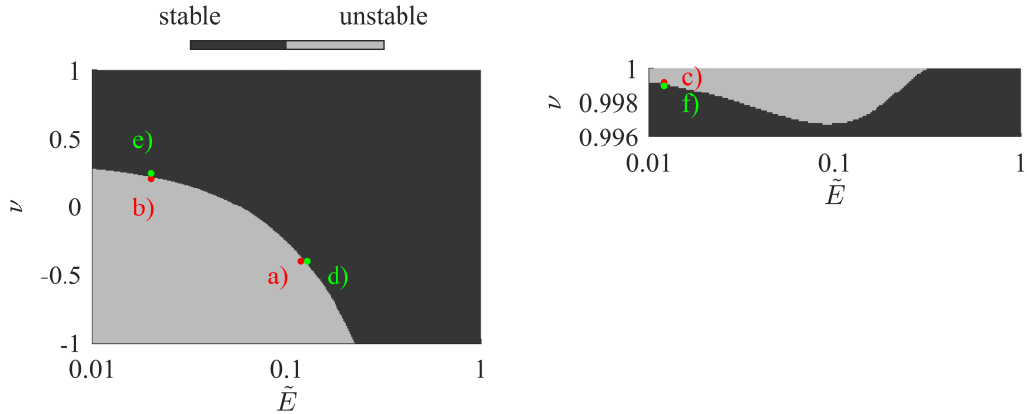 stable unstable
1
0.5
0
-0.5
-1
ν
e)
b)
a)
d)
0.01 0.1 1
Ẽ
1
0.998
0.996
ν
c)
f)
0.01 0.1 1
Ẽ